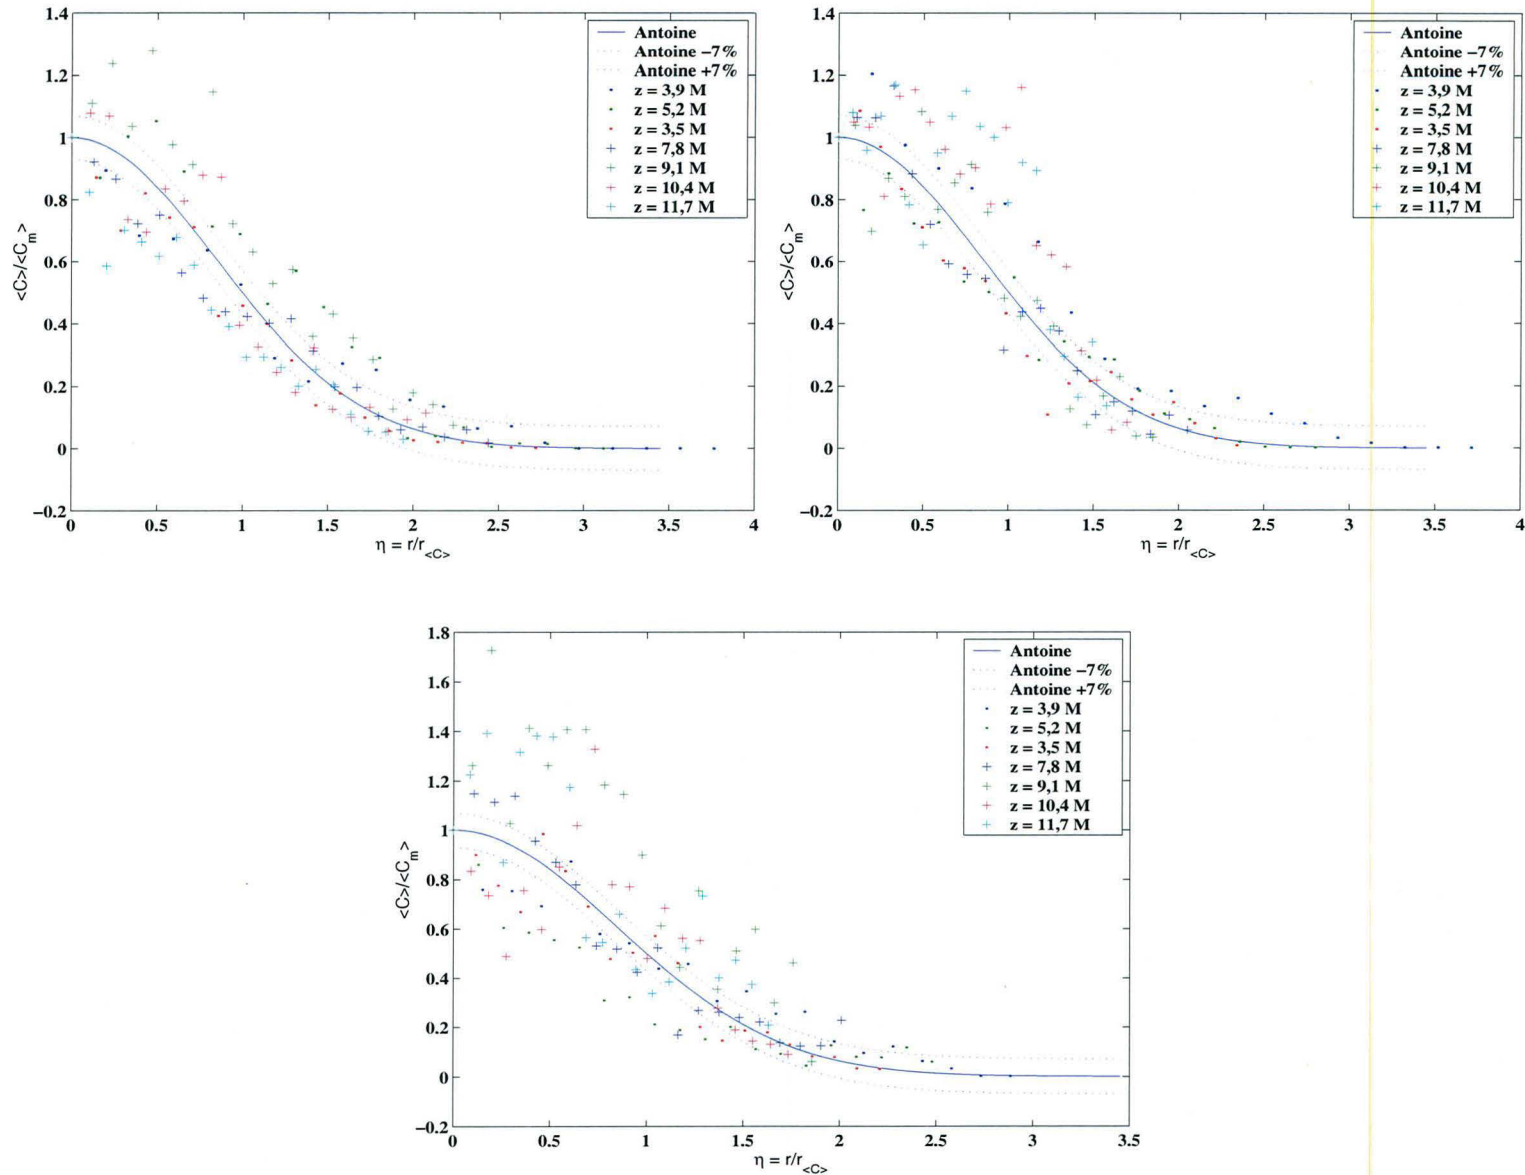 1.4
1.2
1
0.8
0.6
0.4
0.2
0
−0.2
<C>/<C_m>
0 0.5 1 1.5 2 2.5 3 3.5 4
η = r/r_<C>
Antoine
Antoine −7%
Antoine +7%
z = 3,9 M
z = 5,2 M
z = 3,5 M
z = 7,8 M
z = 9,1 M
z = 10,4 M
z = 11,7 M
1.4
1.2
1
0.8
0.6
0.4
0.2
0
−0.2
<C>/<C_m>
0 0.5 1 1.5 2 2.5 3 3.5 4
η = r/r_<C>
Antoine
Antoine −7%
Antoine +7%
z = 3,9 M
z = 5,2 M
z = 3,5 M
z = 7,8 M
z = 9,1 M
z = 10,4 M
z = 11,7 M
1.8
1.6
1.4
1.2
1
0.8
0.6
0.4
0.2
0
−0.2
<C>/<C_m>
0 0.5 1 1.5 2 2.5 3 3.5
η = r/r_<C>
Antoine
Antoine −7%
Antoine +7%
z = 3,9 M
z = 5,2 M
z = 3,5 M
z = 7,8 M
z = 9,1 M
z = 10,4 M
z = 11,7 M